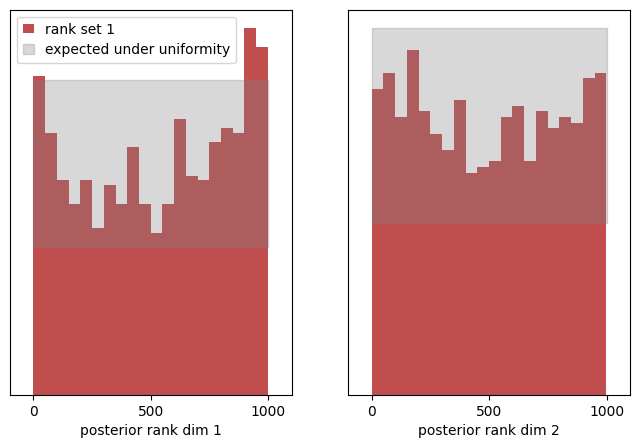 rank set 1
expected under uniformity
0
500
1000
posterior rank dim 1
0
500
1000
posterior rank dim 2